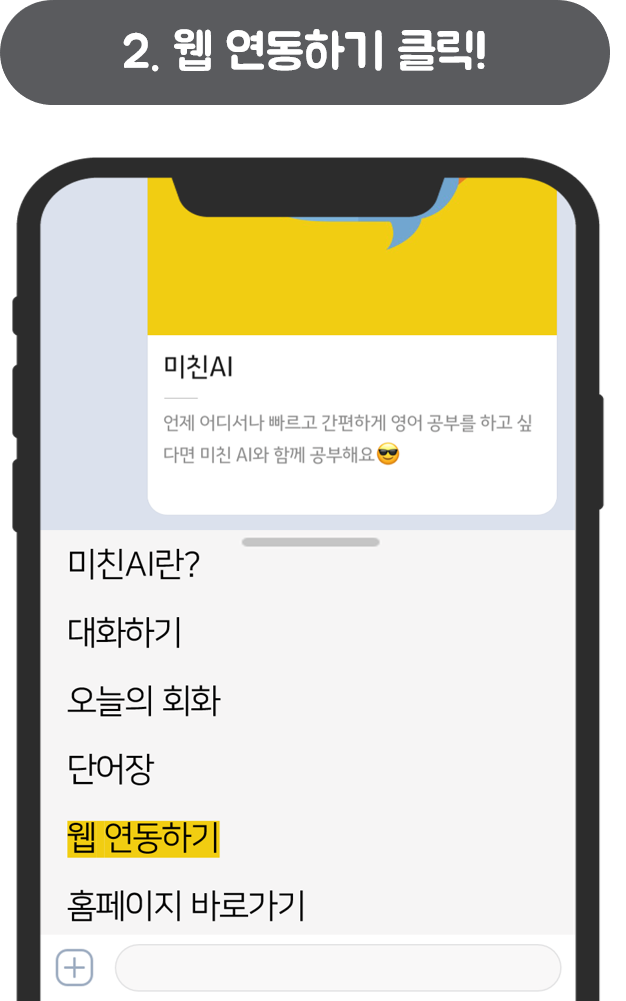 2. 웹 연동하기 클릭!
미친AI
언제 어디서나 빠르고 간편하게 영어 공부를 하고 싶
다면 미친 AI와 함께 공부해요😎
미친AI란?
대화하기
오늘의 회화
단어장
웹 연동하기
홈페이지 바로가기